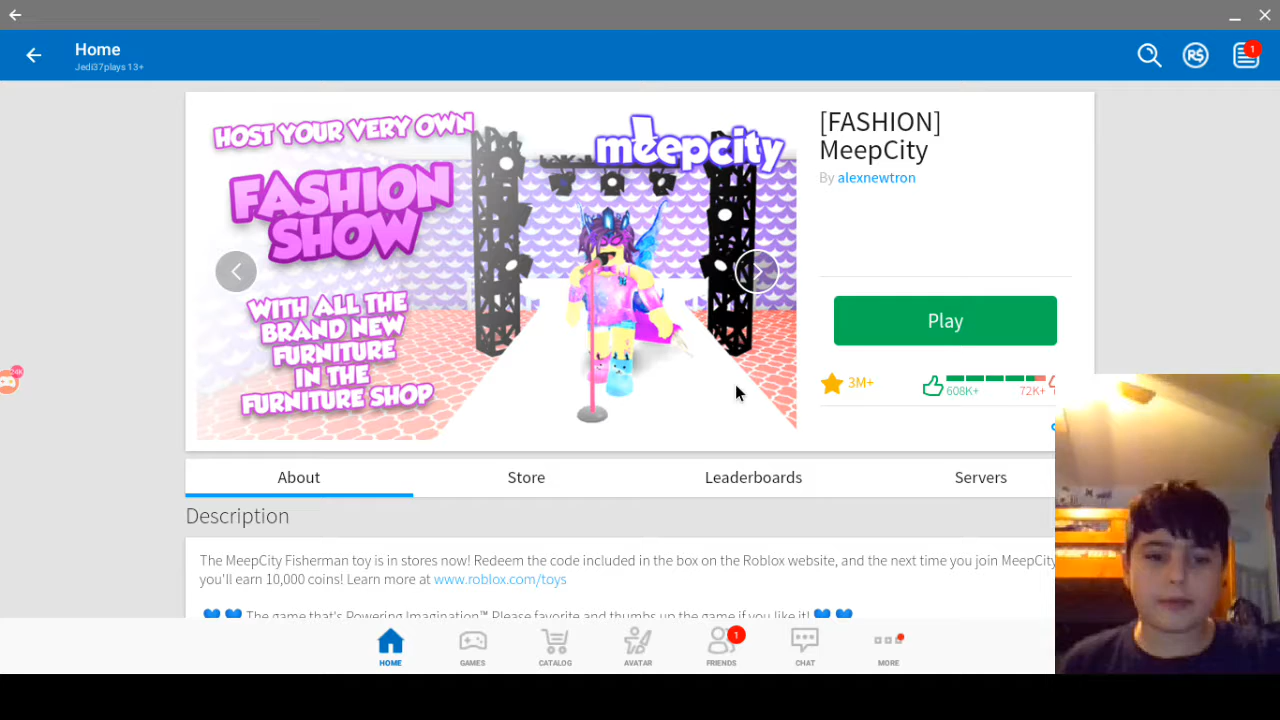 Home
Jedi37plays 13+
R$
1
HOST YOUR VERY OWN
FASHION
SHOW
WITH ALL THE
BRAND NEW
FURNITURE
IN THE
FURNITURE SHOP
meepcity
[FASHION]
MeepCity
By alexnewtron
Play
3M+
608K+
72K+
About
Store
Leaderboards
Servers
Description
The MeepCity Fisherman toy is in stores now! Redeem the code included in the box on the Roblox website, and the next time you join MeepCity
you'll earn 10,000 coins! Learn more at www.roblox.com/toys
The game that's Powering Imagination™ Please favorite and thumbs up the game if you like it!
HOME
GAMES
CATALOG
AVATAR
1
FRIENDS
CHAT
MORE